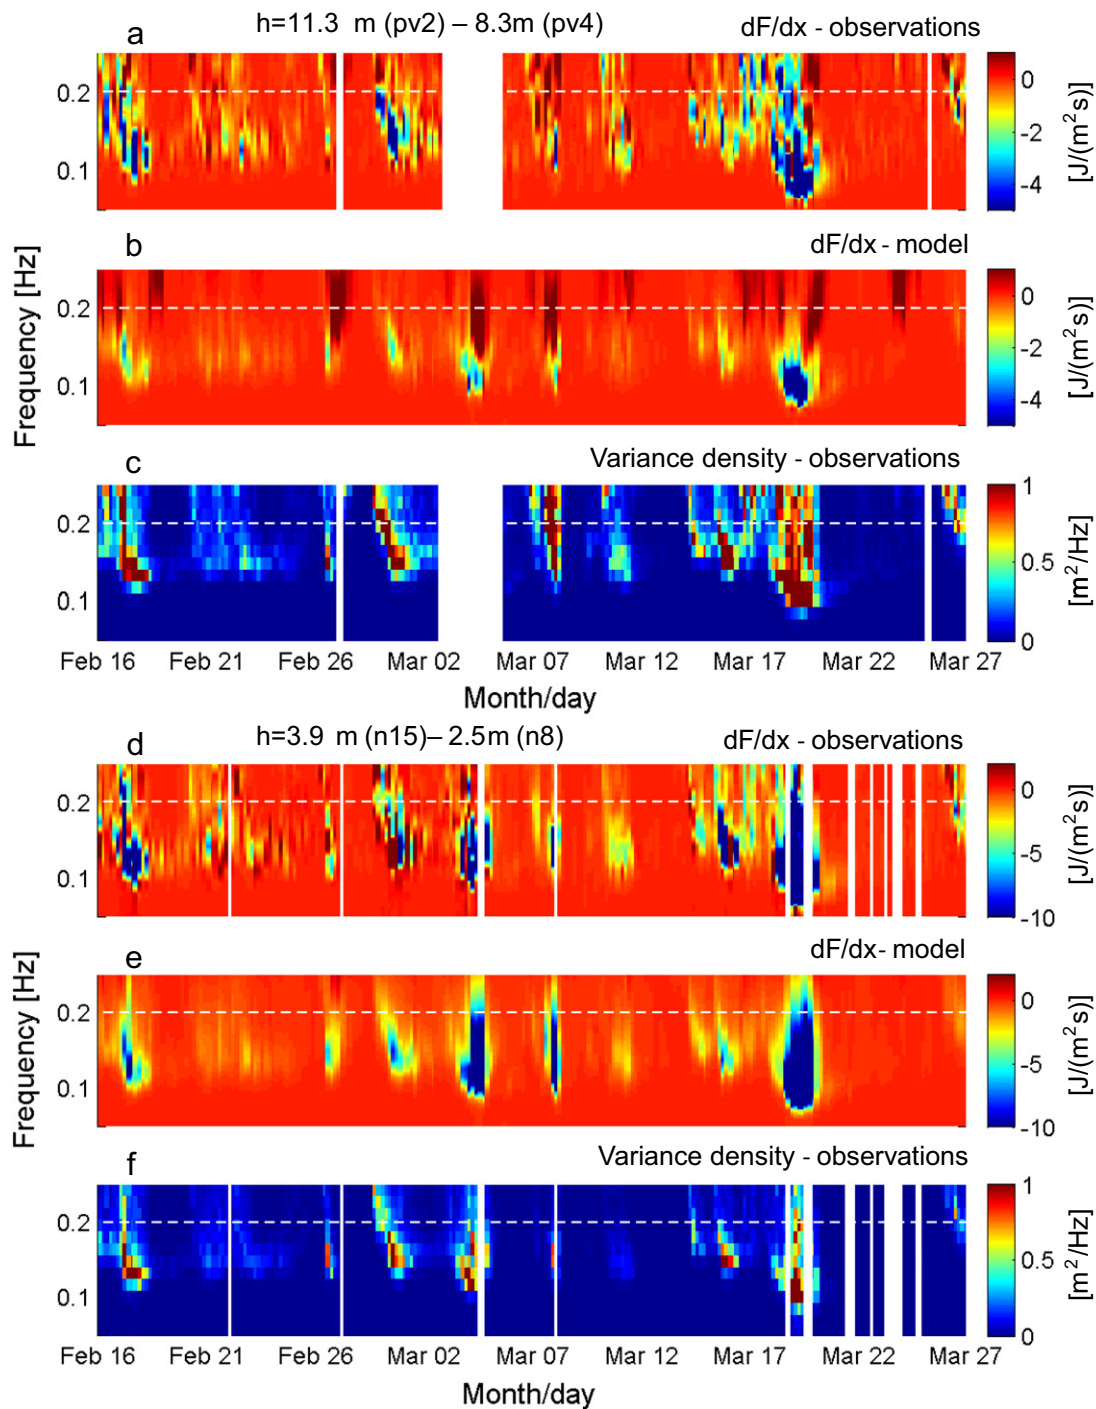 a
h=11.3 m (pv2) – 8.3m (pv4)
dF/dx - observations
0.2
0.1
0
-2
-4
[J/(m²s)]
b
dF/dx - model
0.2
0.1
0
-2
-4
[J/(m²s)]
Frequency [Hz]
c
Variance density - observations
0.2
0.1
1
0.5
0
[m²/Hz]
Feb 16 Feb 21 Feb 26 Mar 02 Mar 07 Mar 12 Mar 17 Mar 22 Mar 27
Month/day
d
h=3.9 m (n15)– 2.5m (n8)
dF/dx - observations
0.2
0.1
0
-5
-10
[J/(m²s)]
e
dF/dx- model
0.2
0.1
0
-5
-10
[J/(m²s)]
Frequency [Hz]
f
Variance density - observations
0.2
0.1
1
0.5
0
[m²/Hz]
Feb 16 Feb 21 Feb 26 Mar 02 Mar 07 Mar 12 Mar 17 Mar 22 Mar 27
Month/day